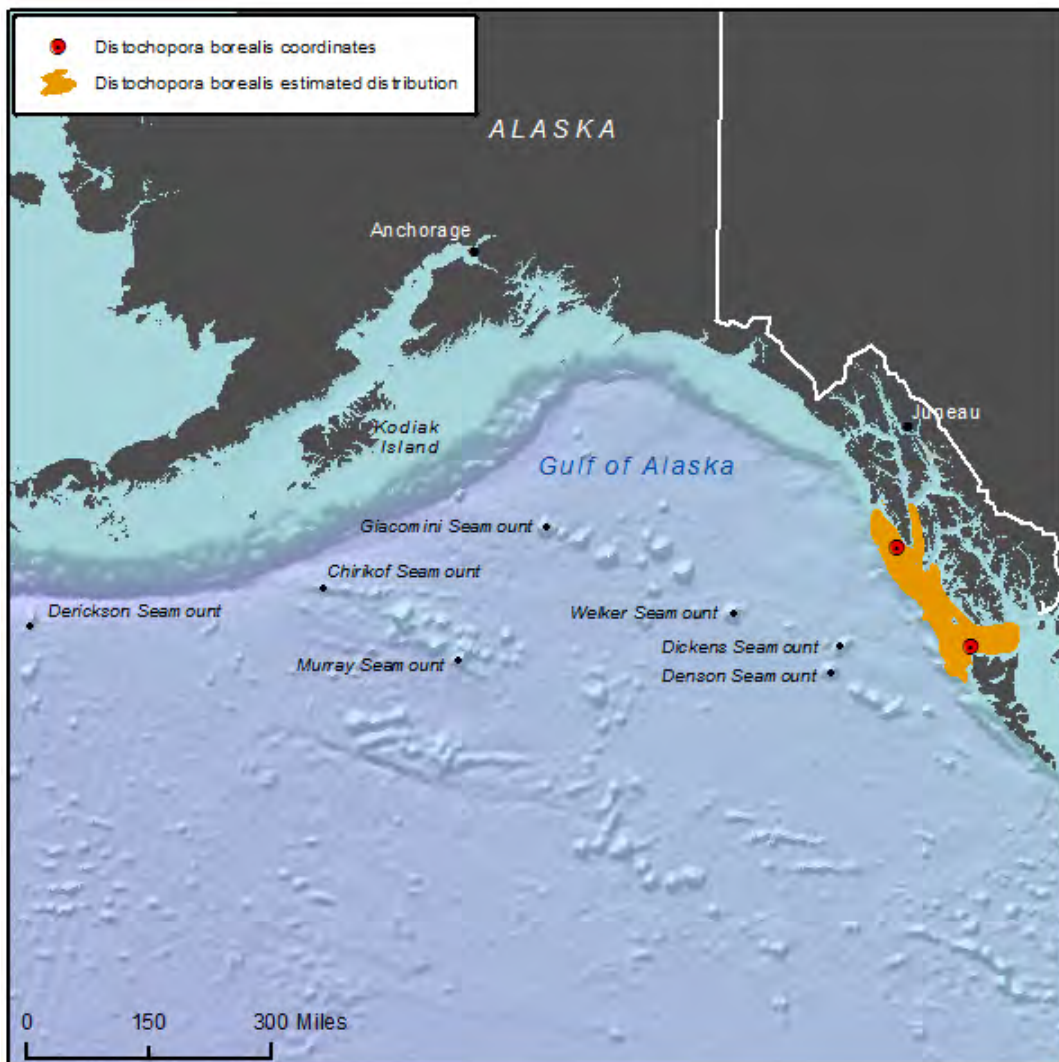 Distochopora borealis coordinates
Distochopora borealis estimated distribution
ALASKA
Anchorage
Juneau
Kodiak
Island
Gulf of Alaska
Giacomini Seamount
Chirikof Seamount
Derickson Seamount
Welker Seamount
Dickens Seamount
Murray Seamount
Denson Seamount
0 150 300 Miles